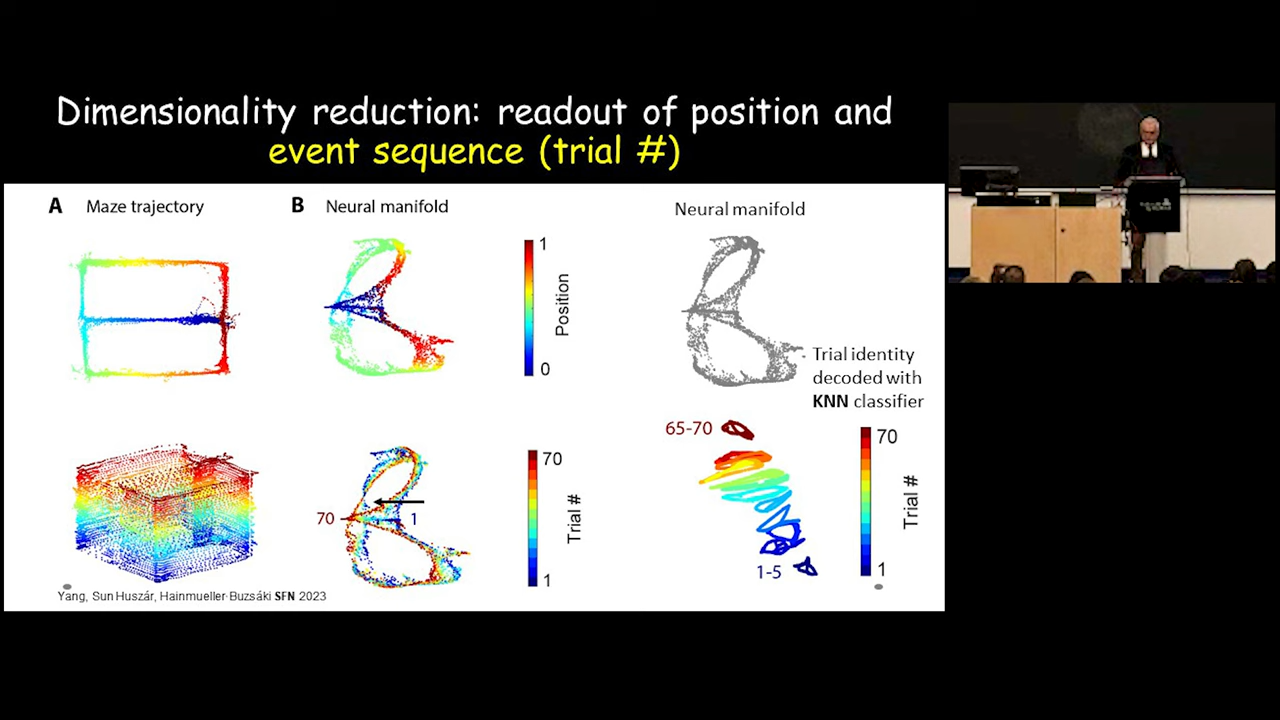 Dimensionality reduction: readout of position and
event sequence (trial #)
A Maze trajectory
B Neural manifold
Neural manifold
1
Position
0
Trial identity
decoded with
KNN classifier
70
Trial #
1
70
1
65-70
1-5
70
Trial #
1
Yang, Sun Huszár, Hainmueller Buzsáki SFN 2023